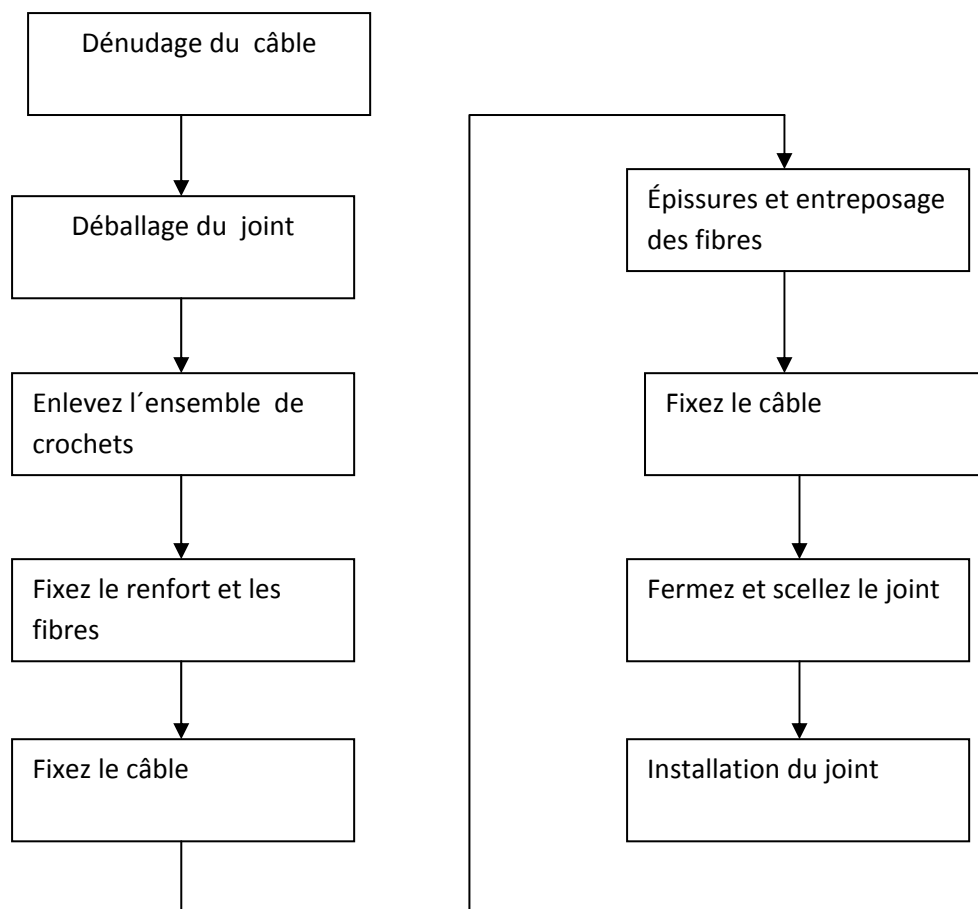 Dénudage du câble
Déballage du joint
Enlevez l´ensemble de
crochets
Fixez le renfort et les
fibres
Fixez le câble
Épissures et entreposage
des fibres
Fixez le câble
Fermez et scellez le joint
Installation du joint